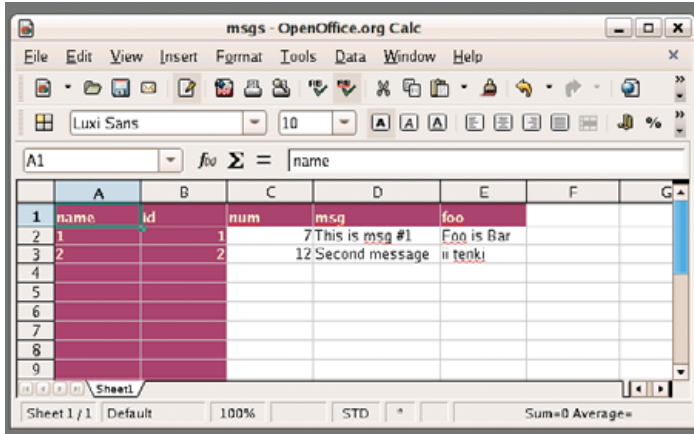 msgs - OpenOffice.org Calc
File Edit View Insert Format Tools Data Window Help
Luxi Sans 10 A A A %
A1 f(x) Σ = name
A B C D E F G
1 name id num msg foo
2 1 1 7 This is msg #1 Foo is Bar
3 2 2 12 Second message ii tenki
4
5
6
7
8
9
Sheet1
Sheet 1 / 1 Default 100% STD * Sum=0 Average=